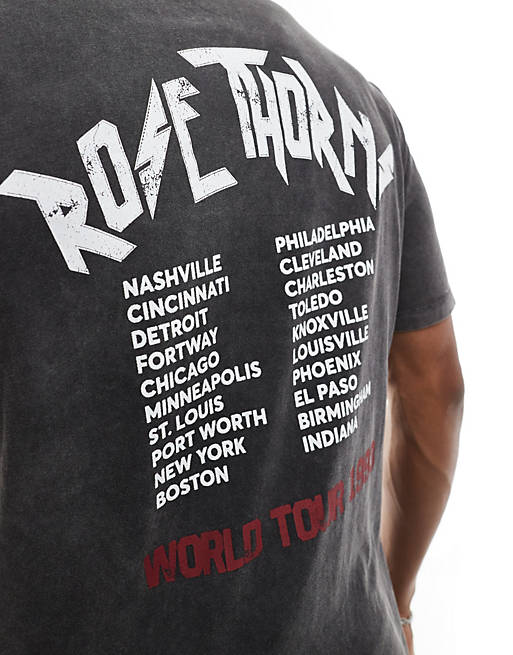 ROSE THORNS
NASHVILLE
CINCINNATI
DETROIT
FORTWAY
CHICAGO
MINNEAPOLIS
ST. LOUIS
PORT WORTH
NEW YORK
BOSTON
PHILADELPHIA
CLEVELAND
CHARLESTON
TOLEDO
KNOXVILLE
LOUISVILLE
PHOENIX
EL PASO
BIRMINGHAM
INDIANA
WORLD TOUR